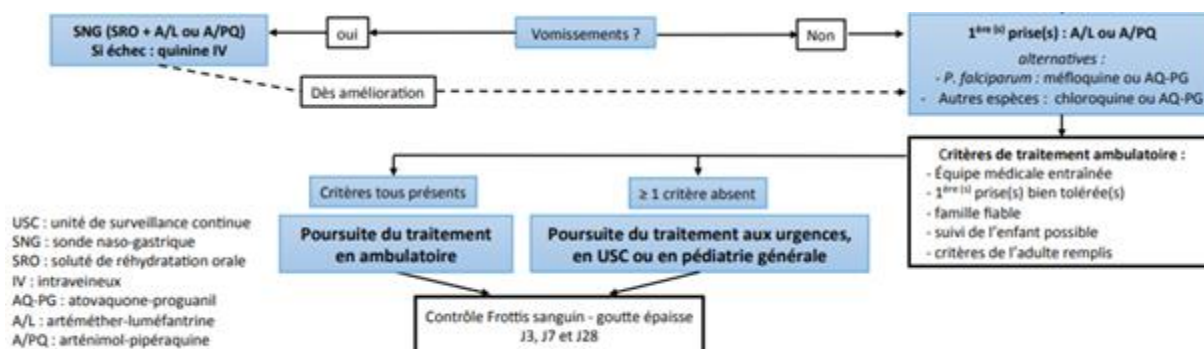 SNG (SRO + A/L ou A/PQ)
Si échec : quinine IV
oui
Vomissements ?
Non
1ère (s) prise(s) : A/L ou A/PQ
alternatives :
- P. falciparum : méfloquine ou AQ-PG
- Autres espèces : chloroquine ou AQ-PG
Dès amélioration
Critères de traitement ambulatoire :
- Équipe médicale entraînée
- 1ère (s) prise(s) bien tolérée(s)
- famille fiable
- suivi de l'enfant possible
- critères de l'adulte remplis
Critères tous présents
≥ 1 critère absent
Poursuite du traitement
en ambulatoire
Poursuite du traitement aux urgences,
en USC ou en pédiatrie générale
Contrôle Frottis sanguin - goutte épaisse
J3, J7 et J28
USC : unité de surveillance continue
SNG : sonde naso-gastrique
SRO : soluté de réhydratation orale
IV : intraveineux
AQ-PG : atovaquone-proguanil
A/L : artéméther-luméfantrine
A/PQ : arténimol-pipéraquine